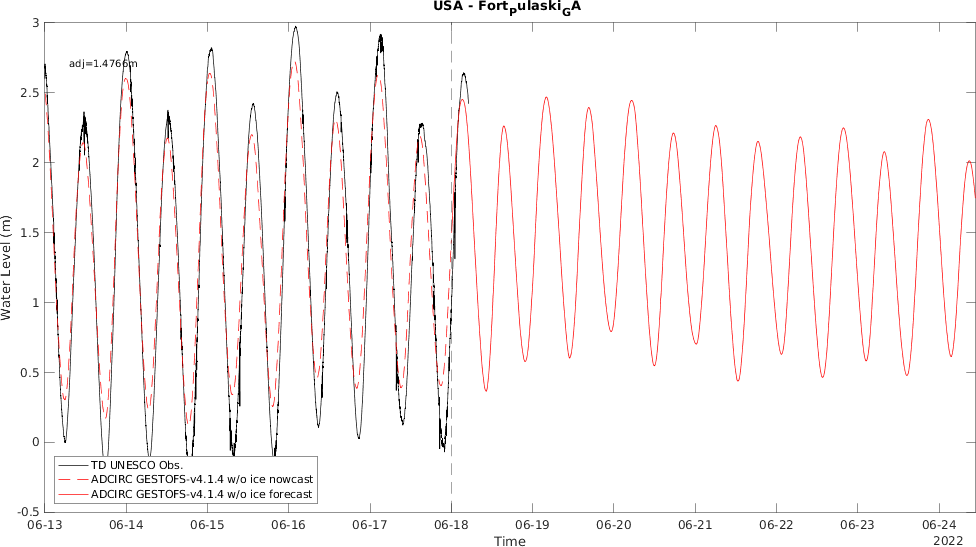 USA - Fort_Pulaski_GA
adj=1.4766m
3
2.5
2
1.5
1
0.5
0
-0.5
Water Level (m)
TD UNESCO Obs.
ADCIRC GESTOFS-v4.1.4 w/o ice nowcast
ADCIRC GESTOFS-v4.1.4 w/o ice forecast
06-13 06-14 06-15 06-16 06-17 06-18 06-19 06-20 06-21 06-22 06-23 06-24
Time
2022